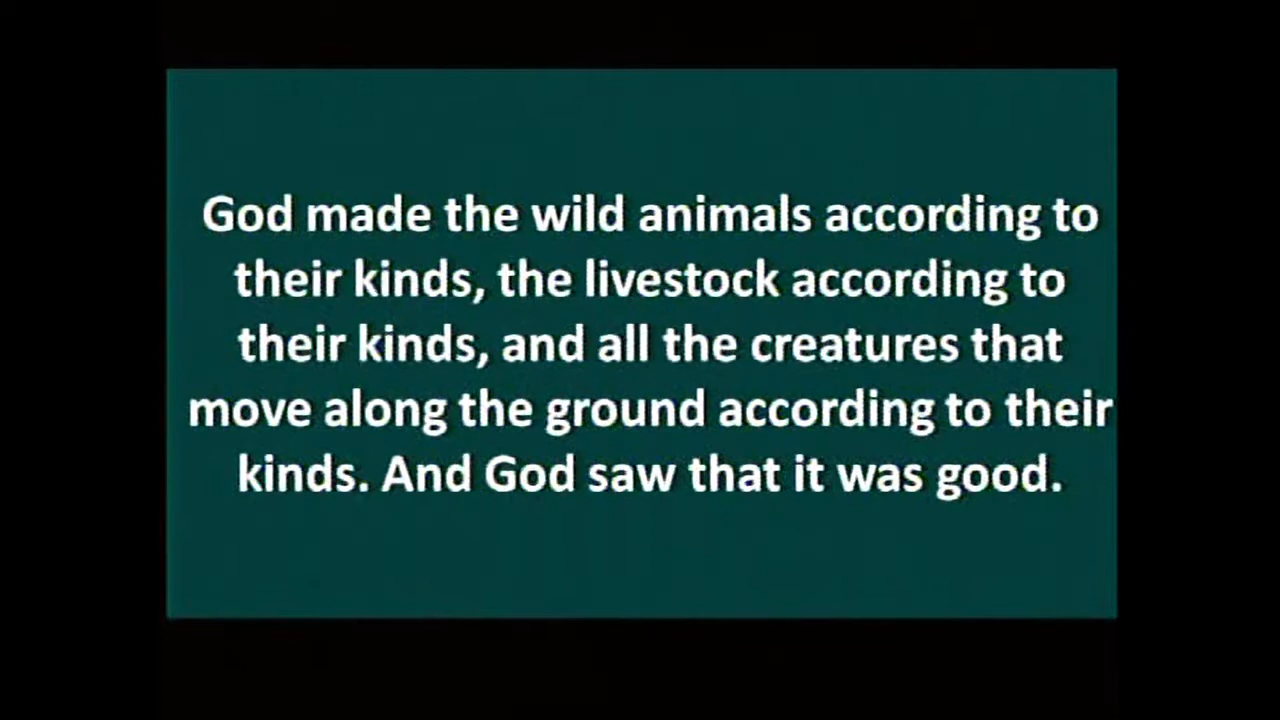 God made the wild animals according to
their kinds, the livestock according to
their kinds, and all the creatures that
move along the ground according to their
kinds. And God saw that it was good.